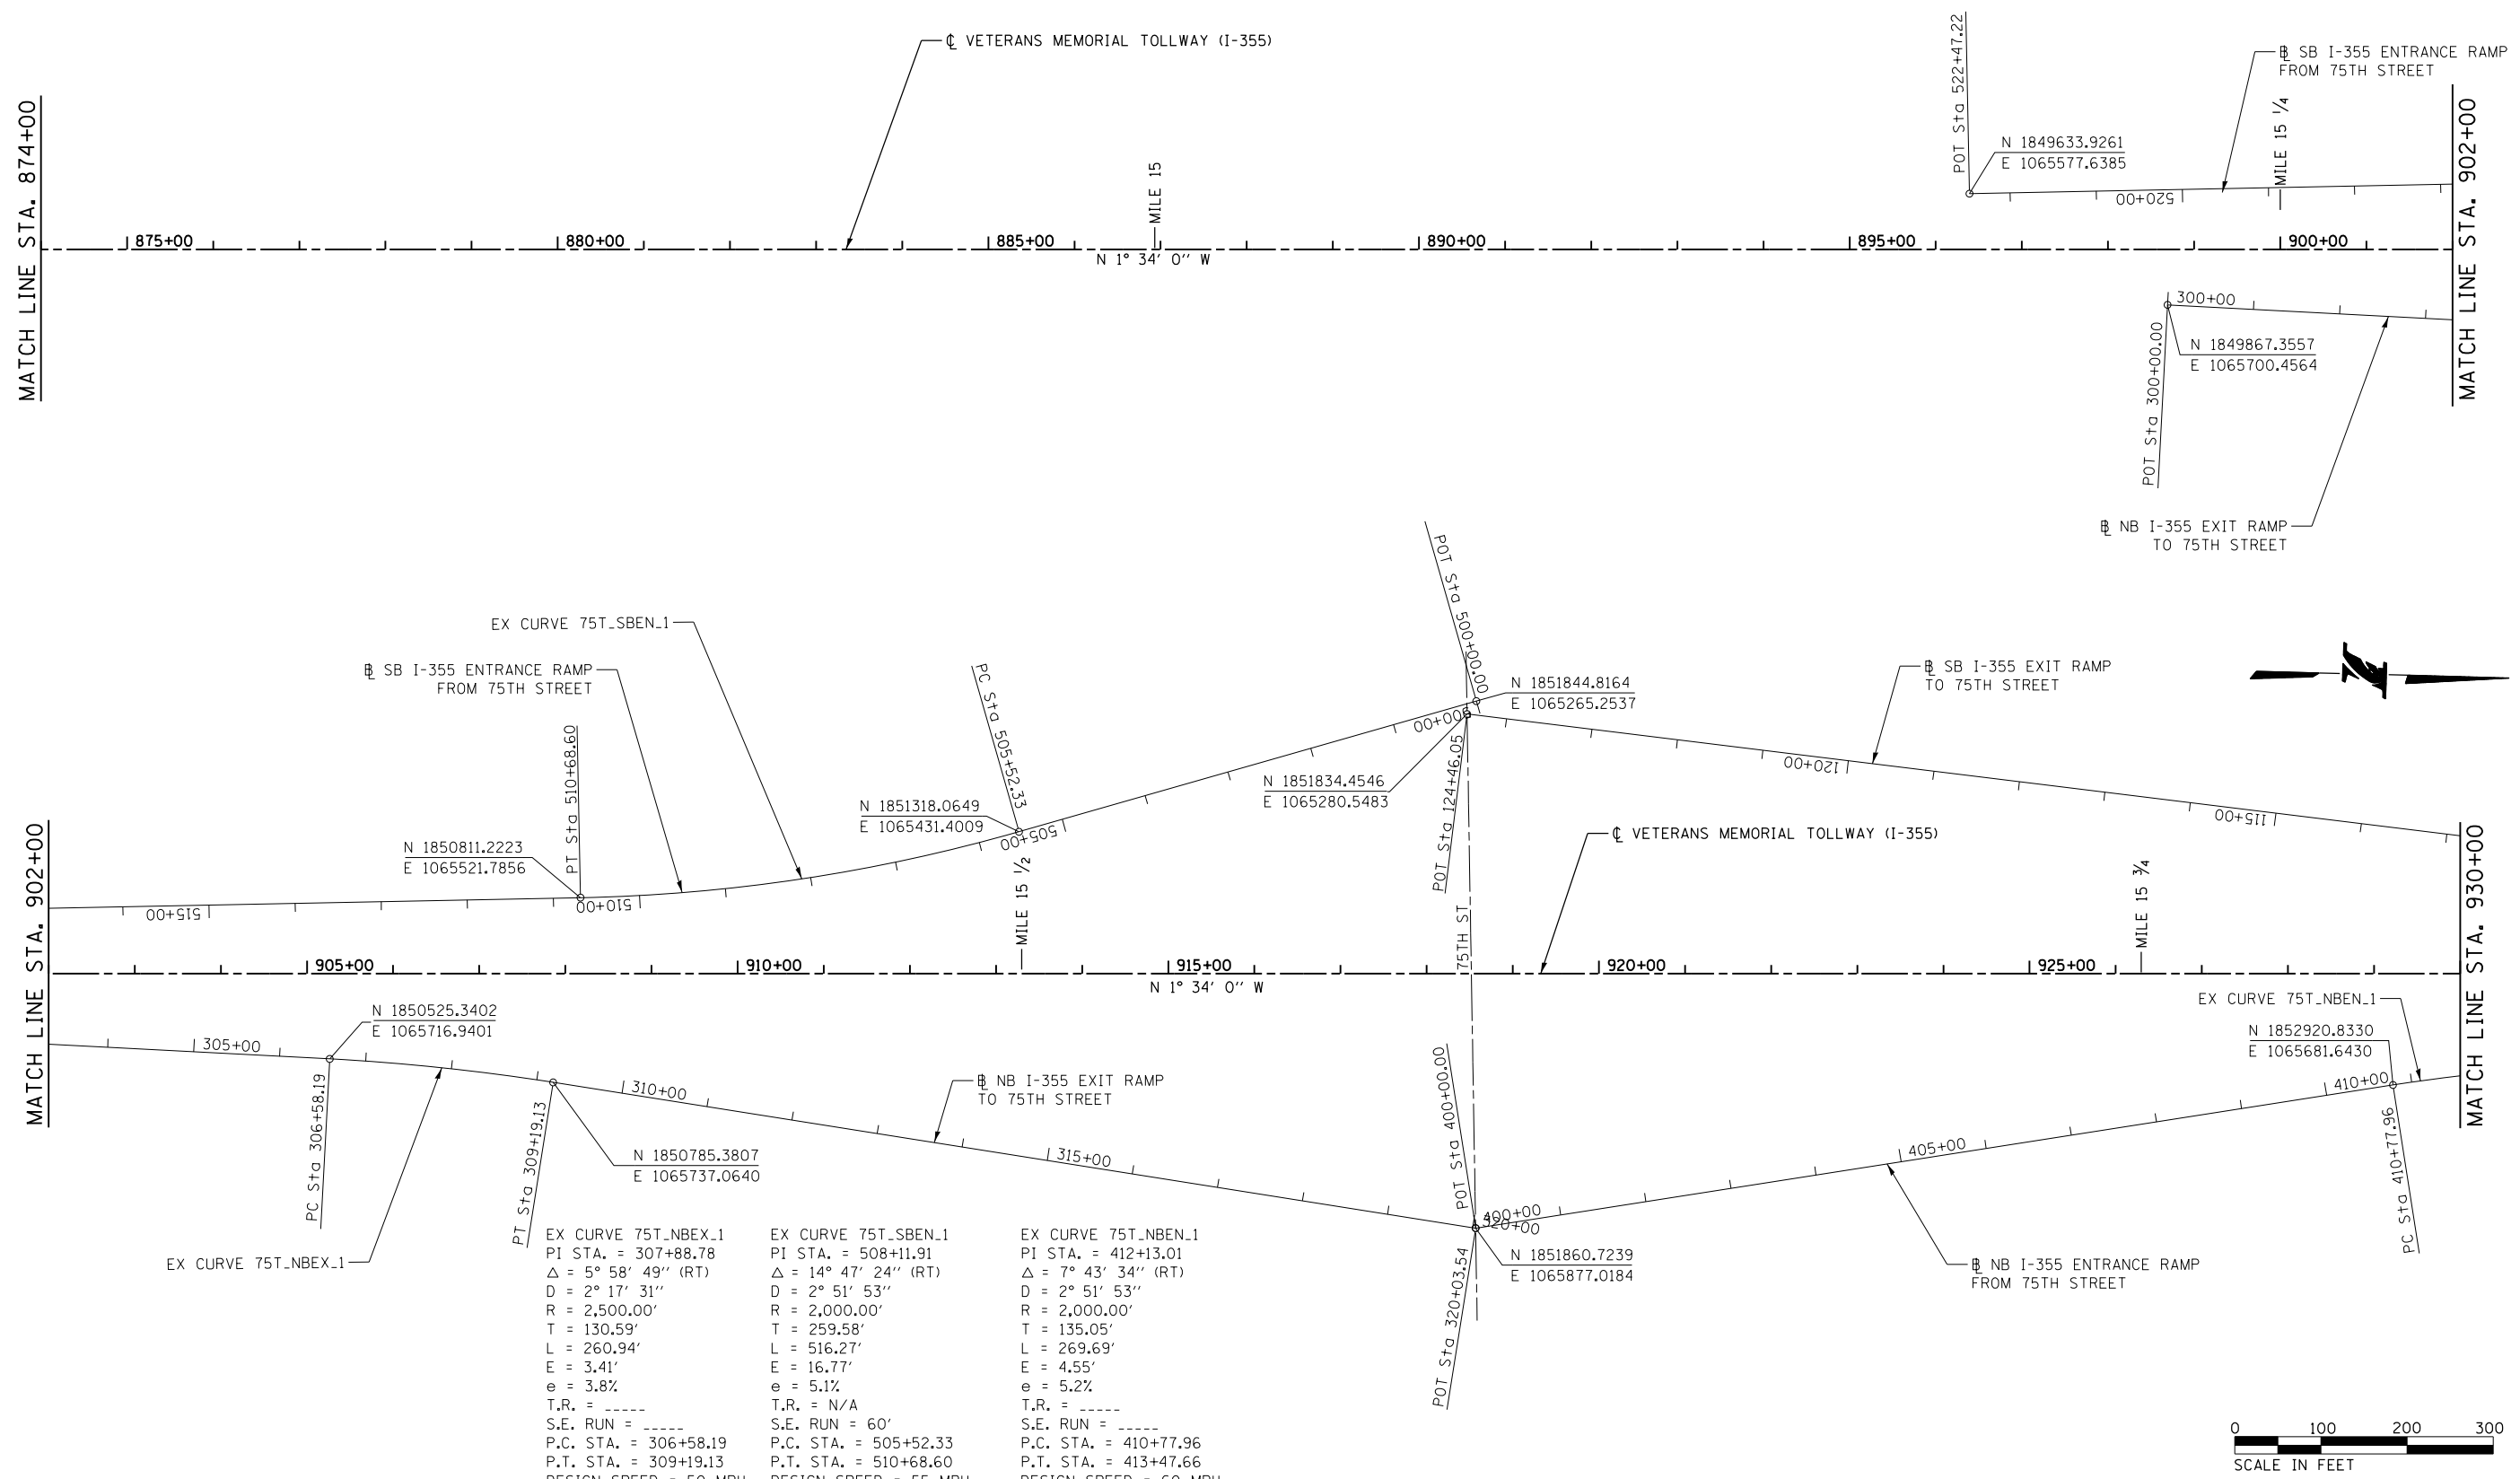 ℄ VETERANS MEMORIAL TOLLWAY (I-355)
POT Sta 522+47.22
N 1849633.9261
E 1065577.6385
℄ SB I-355 ENTRANCE RAMP
FROM 75TH STREET
MILE 15 1/4
520+00
MATCH LINE STA. 874+00
MATCH LINE STA. 902+00
MILE 15
875+00
880+00
885+00
890+00
895+00
900+00
N 1° 34' 0'' W
300+00
POT Sta 300+00.00
N 1849867.3557
E 1065700.4564
℄ NB I-355 EXIT RAMP
TO 75TH STREET
EX CURVE 75T_SBEN_1
℄ SB I-355 ENTRANCE RAMP
FROM 75TH STREET
PT Sta 510+68.60
N 1850811.2223
E 1065521.7856
515+00
510+00
PC Sta 505+52.33
N 1851318.0649
E 1065431.4009
505+00
MILE 15 1/2
POT Sta 500+00.00
N 1851844.8164
E 1065265.2537
500+00
N 1851834.4546
E 1065280.5483
POT Sta 124+46.05
℄ SB I-355 EXIT RAMP
TO 75TH STREET
120+00
115+00
75TH ST
℄ VETERANS MEMORIAL TOLLWAY (I-355)
MILE 15 3/4
MATCH LINE STA. 902+00
MATCH LINE STA. 930+00
905+00
910+00
915+00
920+00
925+00
N 1° 34' 0'' W
N 1850525.3402
E 1065716.9401
305+00
PC Sta 306+58.19
EX CURVE 75T_NBEX_1
PT Sta 309+19.13
310+00
N 1850785.3807
E 1065737.0640
℄ NB I-355 EXIT RAMP
TO 75TH STREET
315+00
POT Sta 400+00.00
400+00
320+00
POT Sta 320+03.54
N 1851860.7239
E 1065877.0184
405+00
℄ NB I-355 ENTRANCE RAMP
FROM 75TH STREET
410+00
EX CURVE 75T_NBEN_1
N 1852920.8330
E 1065681.6430
PC Sta 410+77.96
EX CURVE 75T_NBEX_1
PI STA. = 307+88.78
△ = 5° 58' 49'' (RT)
D = 2° 17' 31''
R = 2,500.00'
T = 130.59'
L = 260.94'
E = 3.41'
e = 3.8%
T.R. = _____
S.E. RUN = _____
P.C. STA. = 306+58.19
P.T. STA. = 309+19.13
DESIGN SPEED = 50 MPH
EX CURVE 75T_SBEN_1
PI STA. = 508+11.91
△ = 14° 47' 24'' (RT)
D = 2° 51' 53''
R = 2,000.00'
T = 259.58'
L = 516.27'
E = 16.77'
e = 5.1%
T.R. = N/A
S.E. RUN = 60'
P.C. STA. = 505+52.33
P.T. STA. = 510+68.60
DESIGN SPEED = 55 MPH
EX CURVE 75T_NBEN_1
PI STA. = 412+13.01
△ = 7° 43' 34'' (RT)
D = 2° 51' 53''
R = 2,000.00'
T = 135.05'
L = 269.69'
E = 4.55'
e = 5.2%
T.R. = _____
S.E. RUN = _____
P.C. STA. = 410+77.96
P.T. STA. = 413+47.66
DESIGN SPEED = 60 MPH
0 100 200 300
SCALE IN FEET